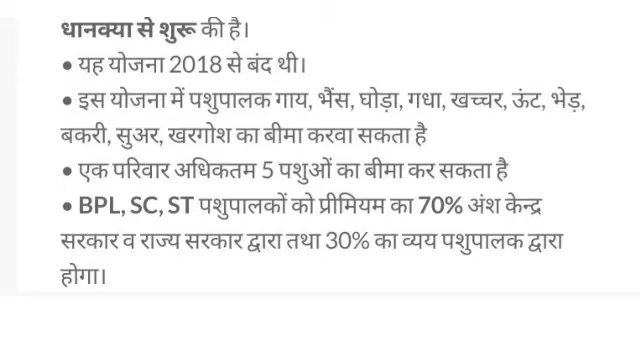 धानक्या से शुरू की है।
• यह योजना 2018 से बंद थी।
• इस योजना में पशुपालक गाय, भैंस, घोड़ा, गधा, खच्चर, ऊंट, भेड़,
बकरी, सुअर, खरगोश का बीमा करवा सकता है
• एक परिवार अधिकतम 5 पशुओं का बीमा कर सकता है
• BPL, SC, ST पशुपालकों को प्रीमियम का 70% अंश केन्द्र
सरकार व राज्य सरकार द्वारा तथा 30% का व्यय पशुपालक द्वारा
होगा।